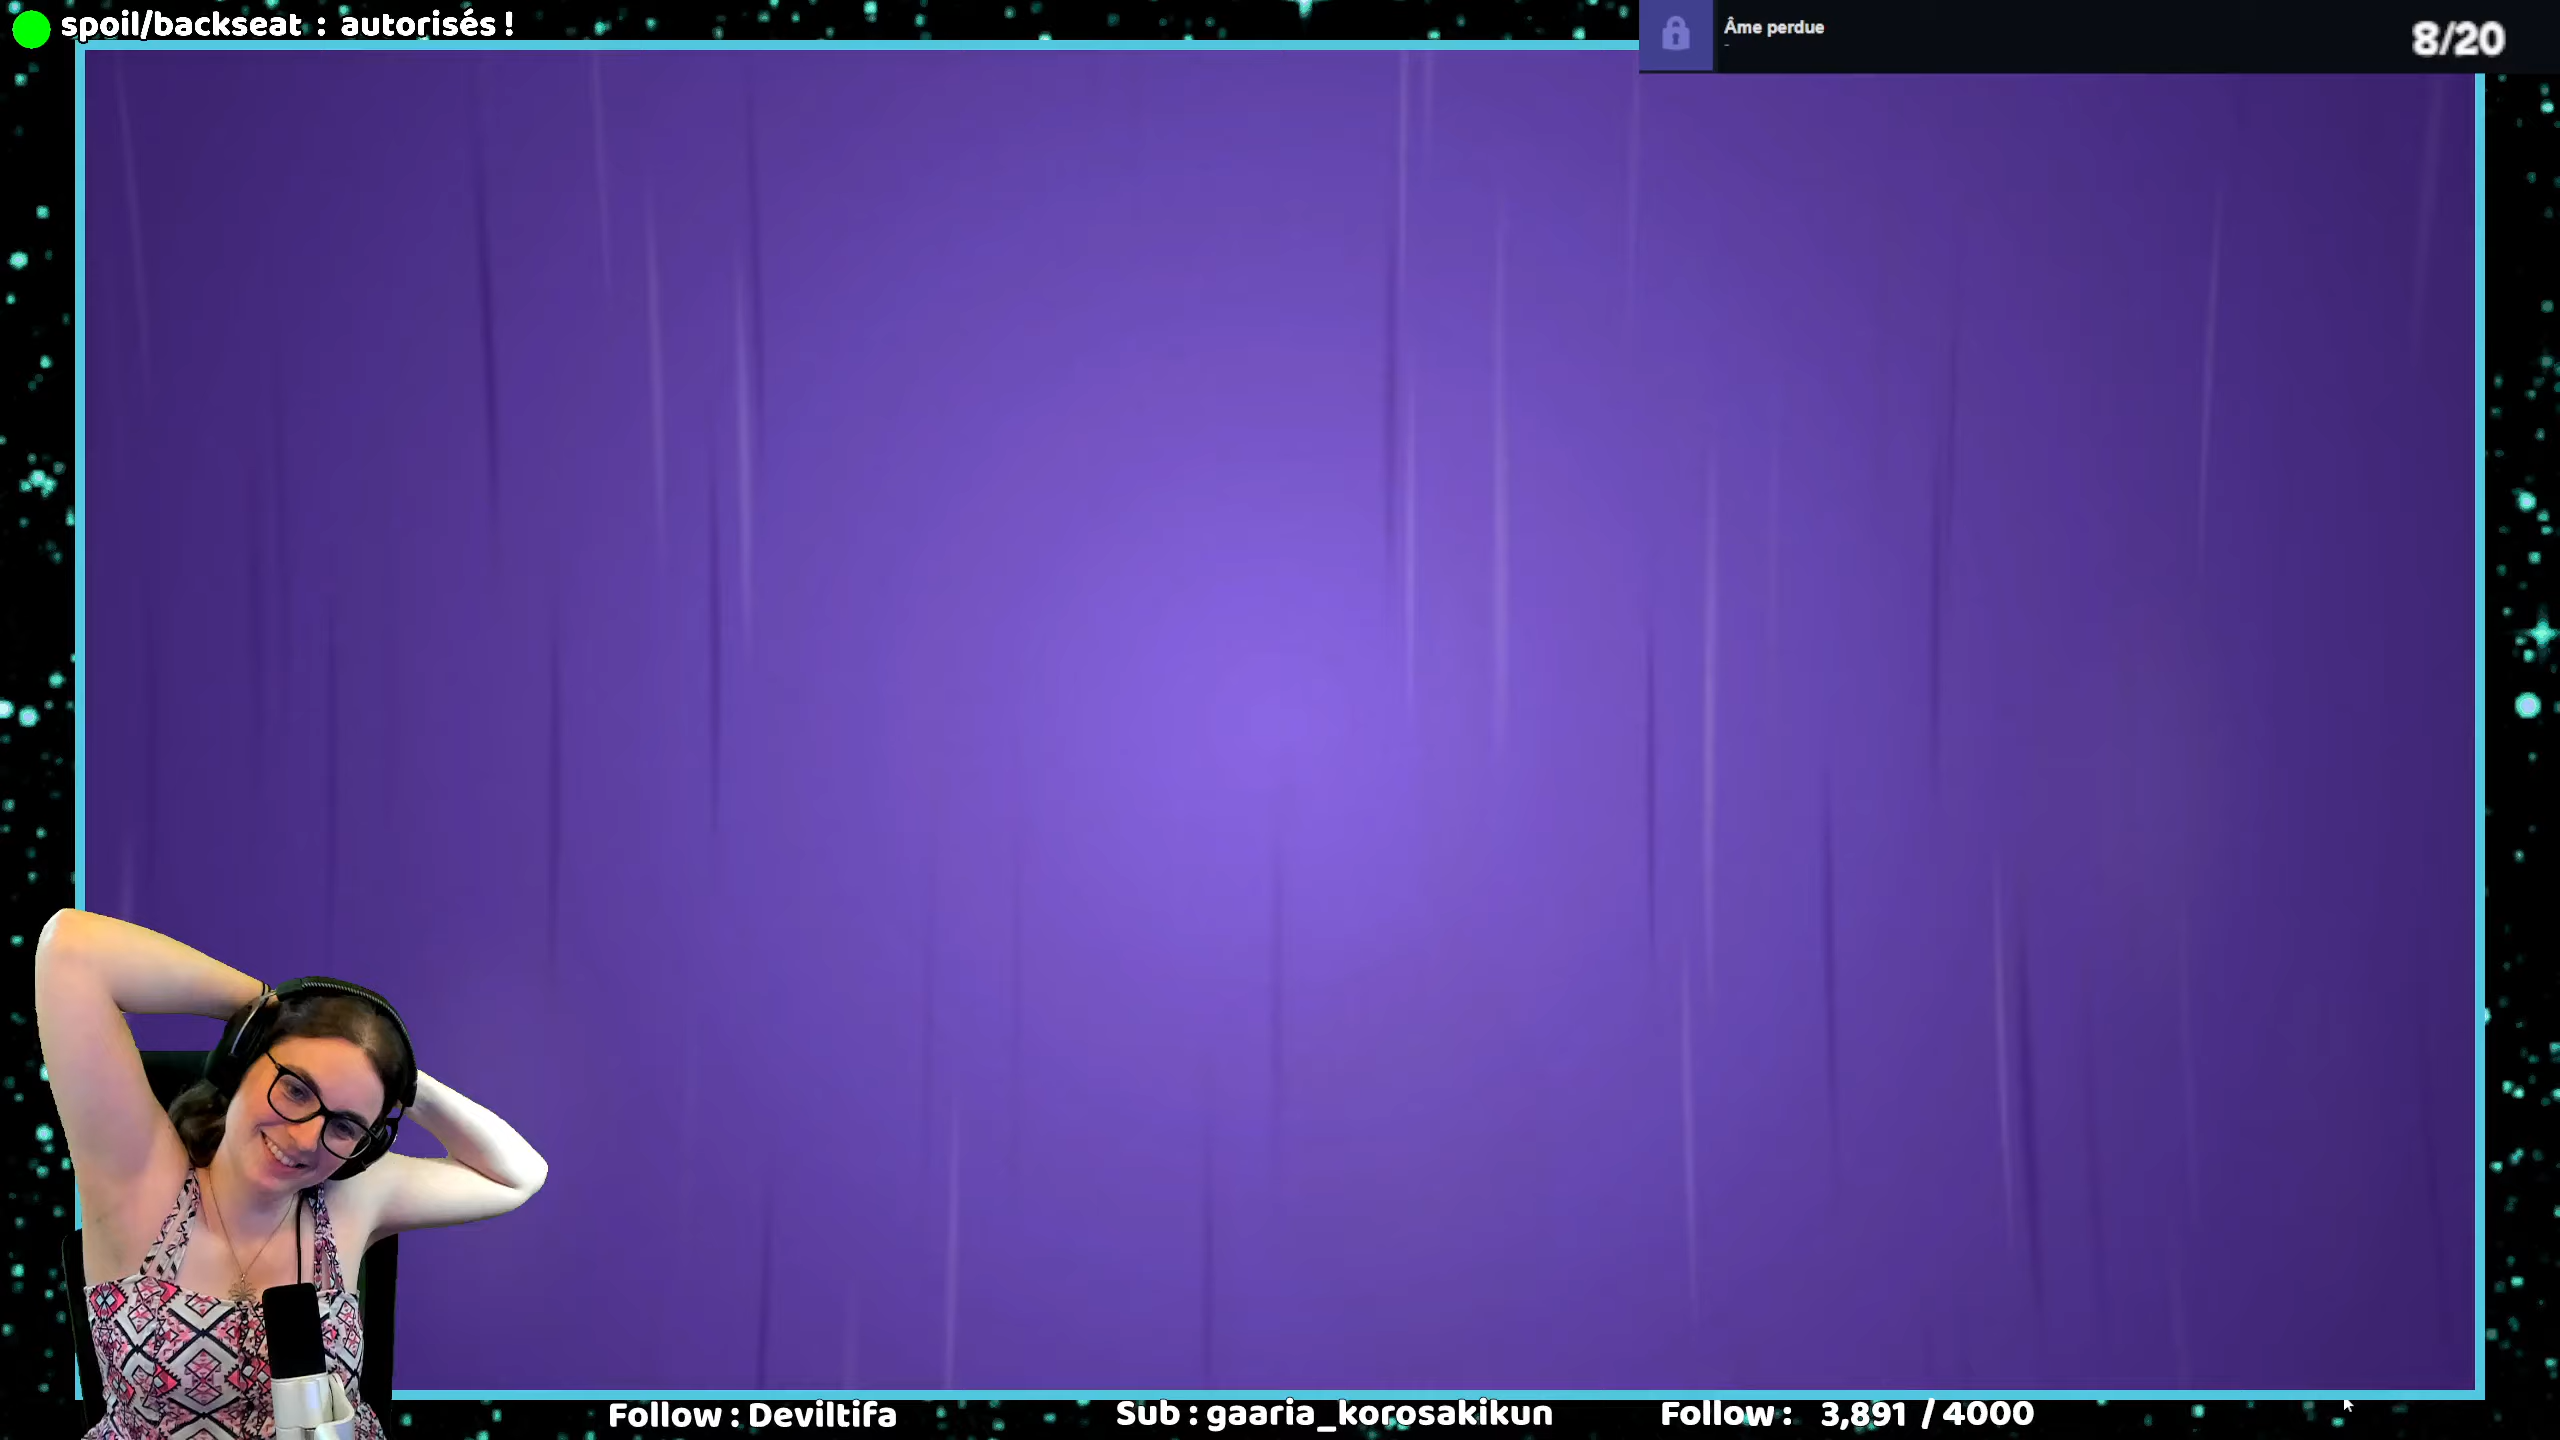 spoil/backseat : autorisés !
Âme perdue
-
8/20
Follow : Deviltifa
Sub : gaaria_korosakikun
Follow : 3,891 / 4000